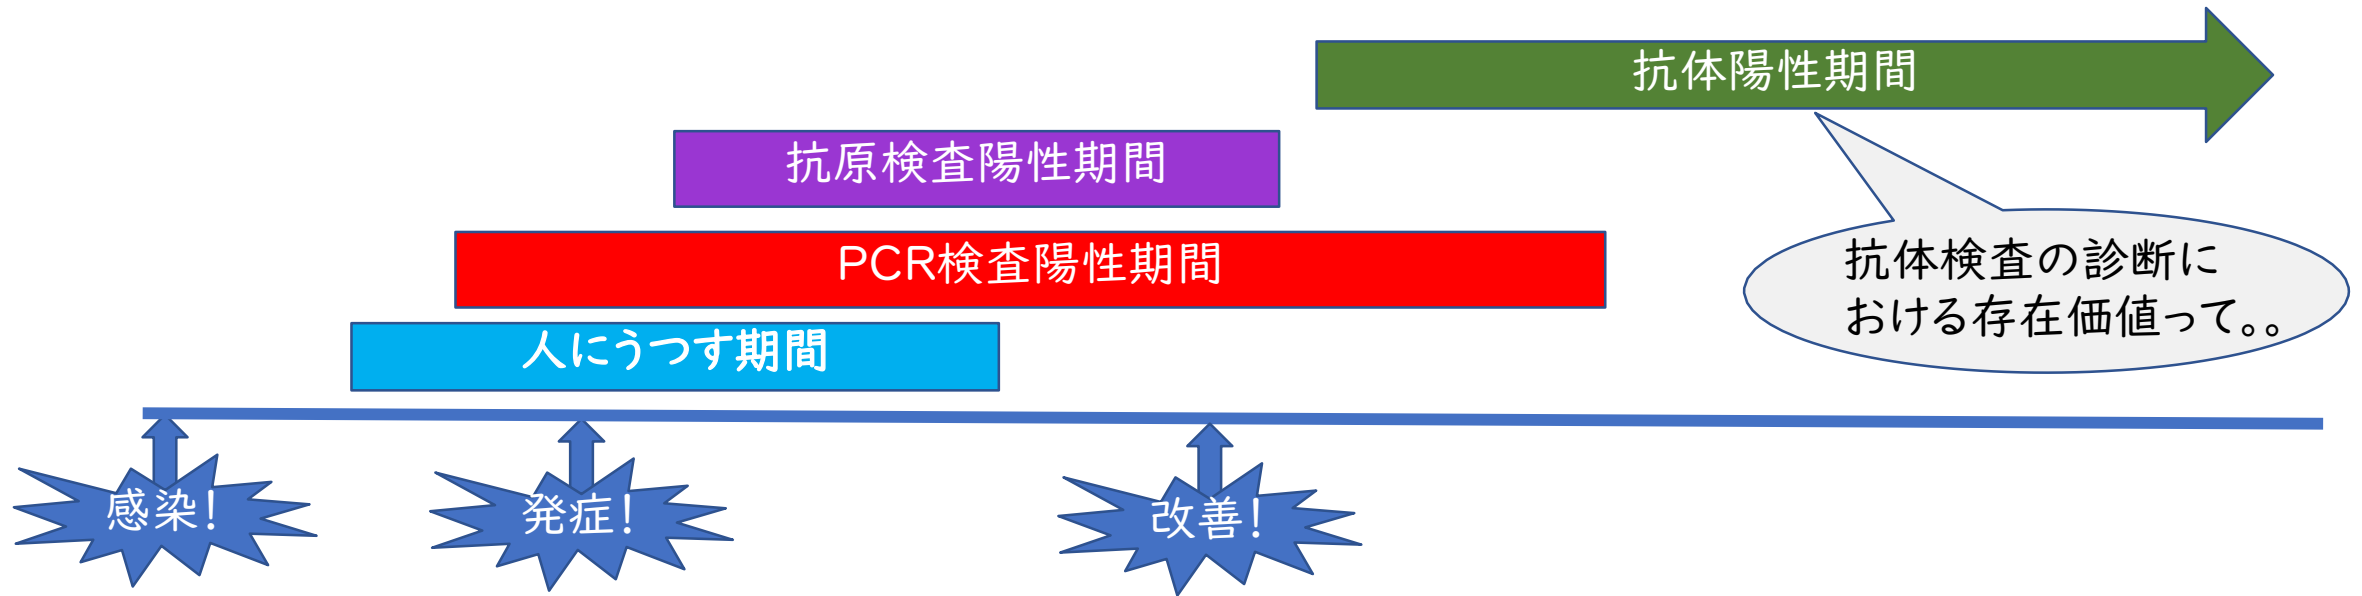 抗体陽性期間
抗原検査陽性期間
PCR検査陽性期間
抗体検査の診断に
おける存在価値って。。
人にうつす期間
感染!
発症!
改善!